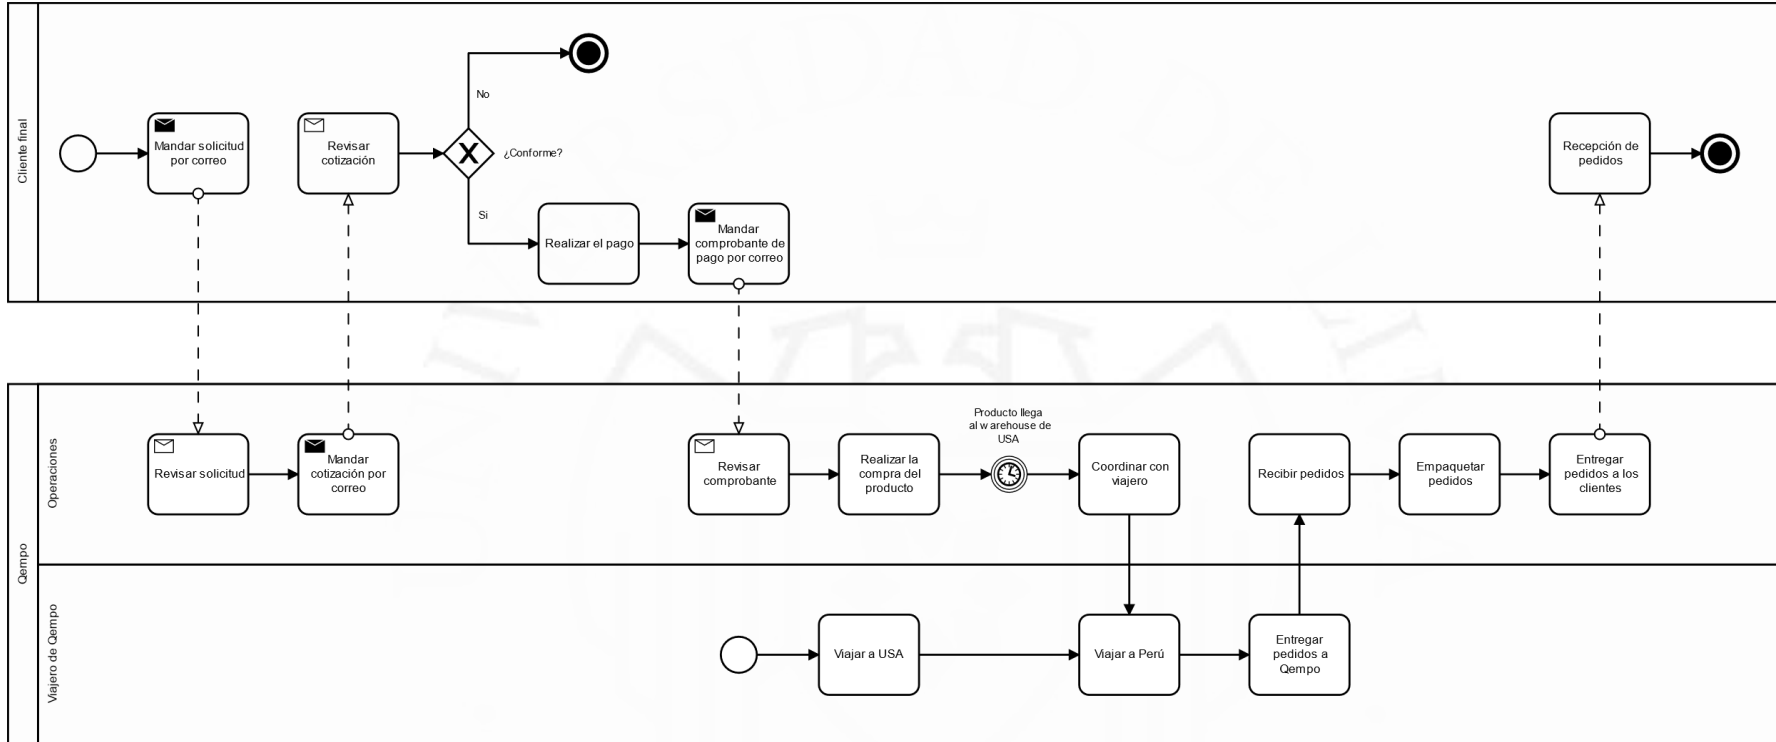 Cliente final
Mandar solicitud
por correo
Revisar
cotización
No
¿Conforme?
Si
Realizar el pago
Mandar
comprobante de
pago por correo
Recepción de
pedidos
Qempo
Operaciones
Revisar solicitud
Mandar
cotización por
correo
Revisar
comprobante
Realizar la
compra del
producto
Producto llega
al warehouse de
USA
Coordinar con
viajero
Recibir pedidos
Empaquetar
pedidos
Entregar
pedidos a los
clientes
Viajero de Qempo
Viajar a USA
Viajar a Perú
Entregar
pedidos a
Qempo